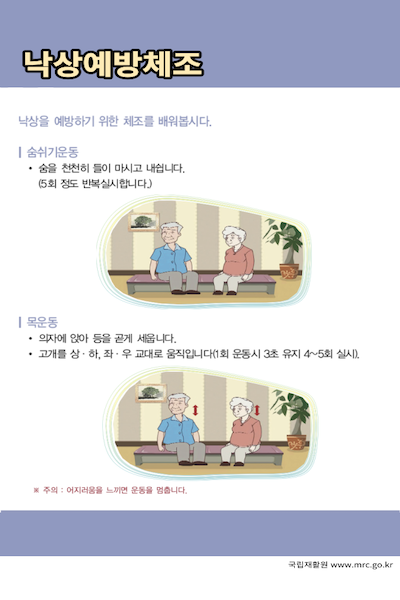 낙상예방체조
낙상을 예방하기 위한 체조를 배워봅시다.
숨쉬기운동
• 숨을 천천히 들이 마시고 내쉽니다.
(5회 정도 반복실시합니다.)
목운동
• 의자에 앉아 등을 곧게 세웁니다.
• 고개를 상 · 하, 좌 · 우 교대로 움직입니다(1회 운동시 3초 유지 4~5회 실시).
※ 주의 : 어지러움을 느끼면 운동을 멈춥니다.
국립재활원 www.mrc.go.kr